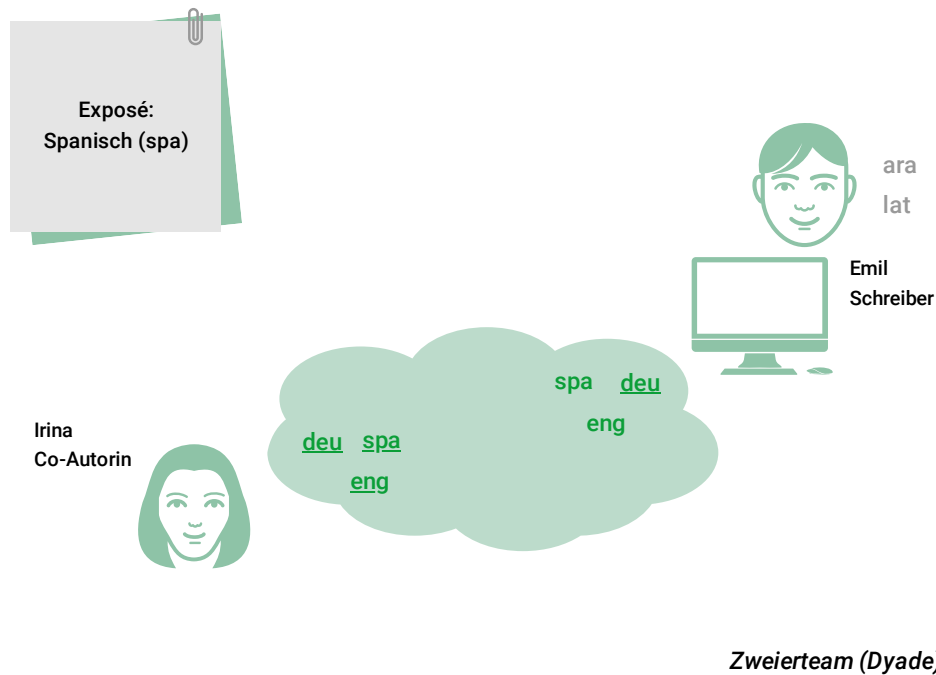 Exposé:
Spanisch (spa)
ara
lat
Emil
Schreiber
spa deu
eng
Irina
Co-Autorin
deu spa
eng
Zweierteam (Dyade)